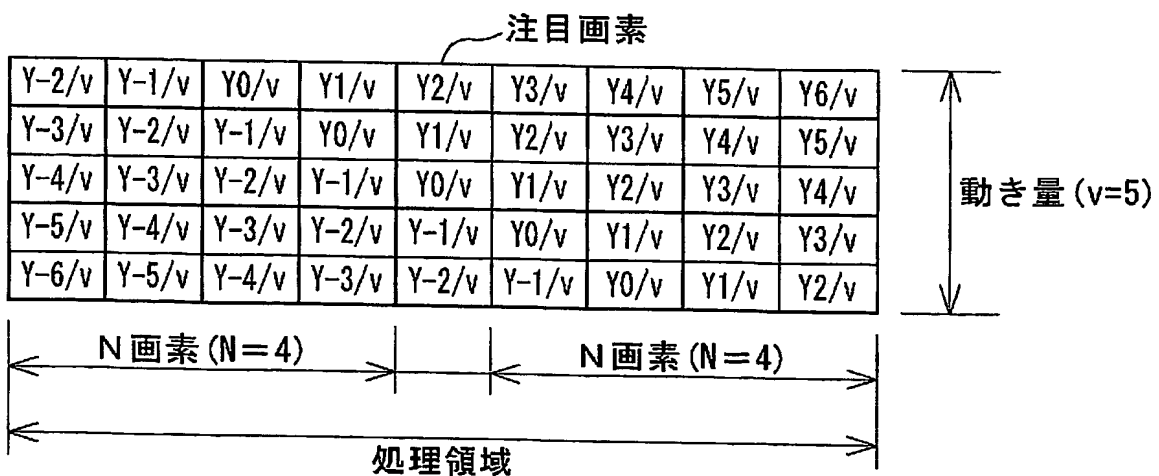 注目画素
Y-2/v Y-1/v Y0/v Y1/v Y2/v Y3/v Y4/v Y5/v Y6/v
Y-3/v Y-2/v Y-1/v Y0/v Y1/v Y2/v Y3/v Y4/v Y5/v
Y-4/v Y-3/v Y-2/v Y-1/v Y0/v Y1/v Y2/v Y3/v Y4/v
Y-5/v Y-4/v Y-3/v Y-2/v Y-1/v Y0/v Y1/v Y2/v Y3/v
Y-6/v Y-5/v Y-4/v Y-3/v Y-2/v Y-1/v Y0/v Y1/v Y2/v
動き量(v=5)
N画素(N=4) N画素(N=4)
処理領域